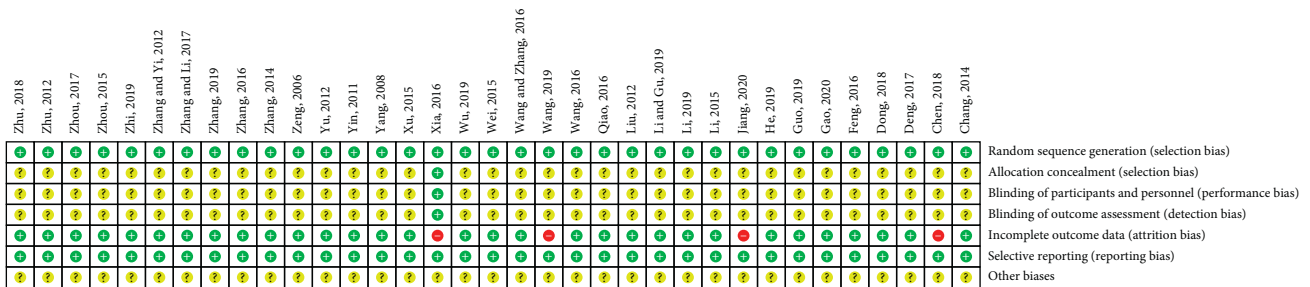 Zhu, 2018
Zhu, 2012
Zhou, 2017
Zhou, 2015
Zhi, 2019
Zhang and Yi, 2012
Zhang and Li, 2017
Zhang, 2019
Zhang, 2016
Zhang, 2014
Zeng, 2006
Yu, 2012
Yin, 2011
Yang, 2008
Xu, 2015
Xia, 2016
Wu, 2019
Wei, 2015
Wang and Zhang, 2016
Wang, 2019
Wang, 2016
Qiao, 2016
Liu, 2012
Li and Gu, 2019
Li, 2019
Li, 2015
Jiang, 2020
He, 2019
Guo, 2019
Gao, 2020
Feng, 2016
Dong, 2018
Deng, 2017
Chen, 2018
Chang, 2014
+ + + + + + + + + + + + + + + + + + + + + + + + + + + + + + + + + + + Random sequence generation (selection bias)
? ? ? ? ? ? ? ? ? ? ? ? ? ? ? + ? ? ? ? ? ? ? ? ? ? ? ? ? ? ? ? ? ? ? Allocation concealment (selection bias)
? ? ? ? ? ? ? ? ? ? ? ? ? ? ? + ? ? ? ? ? ? ? ? ? ? ? ? ? ? ? ? ? ? ? Blinding of participants and personnel (performance bias)
? ? ? ? ? ? ? ? ? ? ? ? ? ? ? + ? ? ? ? ? ? ? ? ? ? ? ? ? ? ? ? ? ? ? Blinding of outcome assessment (detection bias)
+ + + + + + + + + + + + + + + – + + + – + + + + + + – + + + + + + – + Incomplete outcome data (attrition bias)
+ + + + + + + + + + + + + + + + + + + + + + + + + + + + + + + + + + + Selective reporting (reporting bias)
? ? ? ? ? ? ? ? ? ? ? ? ? ? ? ? ? ? ? ? ? ? ? ? ? ? ? ? ? ? ? ? ? ? ? Other biases